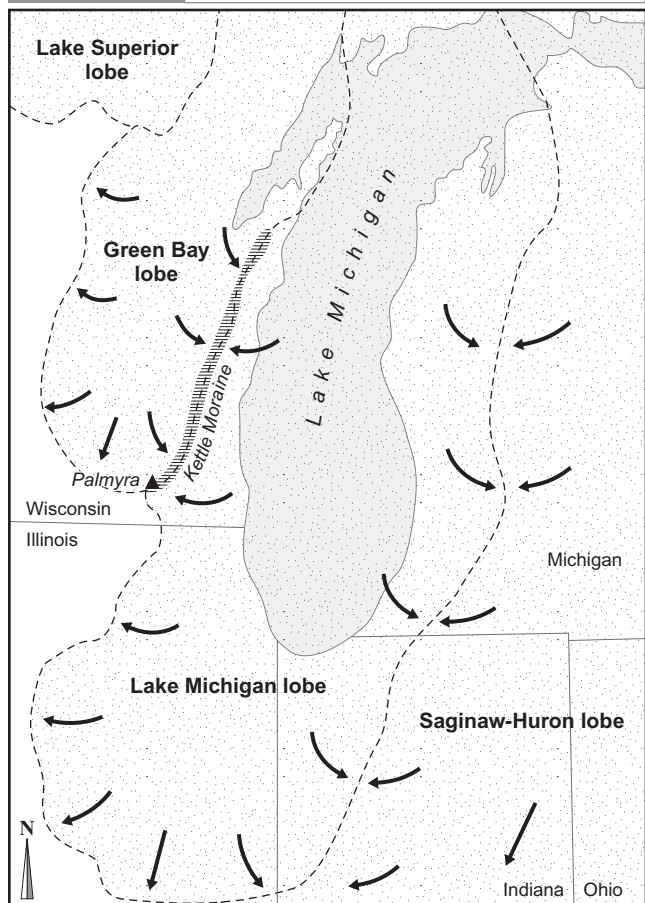 Lake Superior
lobe
Green Bay
lobe
Lake Michigan
Kettle Moraine
Palmyra
Wisconsin
Illinois
Michigan
Lake Michigan lobe
Saginaw-Huron lobe
N
Indiana
Ohio